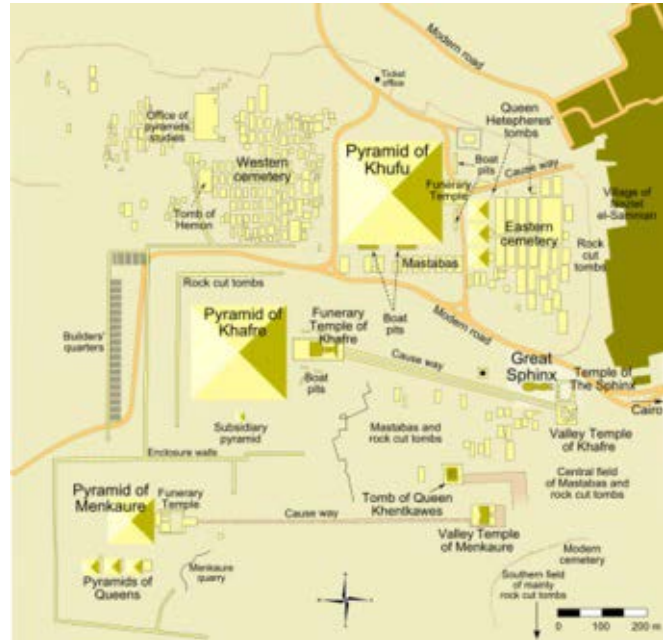 Modern road
Ticket
office
Queen
Hetepheres'
tombs
Office of
pyramids
studies
Western
cemetery
Pyramid of
Khufu
Boat
pits
Cause way
Funerary
Temple
Village of
Nazlet
el-Samman
Tomb of
Hemon
Eastern
cemetery
Rock
cut
tombs
Mastabas
Rock cut tombs
Boat
pits
Modern road
Builders'
quarters
Pyramid of
Khafre
Funerary
Temple of
Khafre
Cause way
Great
Sphinx
Temple of
The Sphinx
Boat
pits
Cairo
Subsidiary
pyramid
Mastabas and
rock cut tombs
Valley Temple
of Khafre
Enclosure walls
Central field
of Mastabas and
rock cut tombs
Pyramid of
Menkaure
Funerary
Temple
Tomb of Queen
Khentkawes
Cause way
Valley Temple
of Menkaure
Menkaure
quarry
Pyramids of
Queens
Modern
cemetery
Southern field
of mainly
rock cut tombs
0 100 200 m